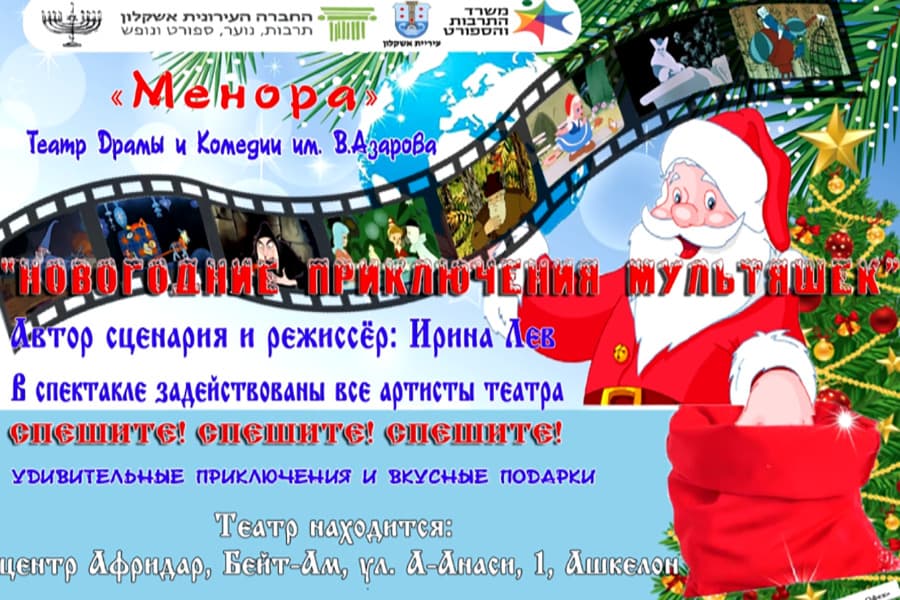 החברה העירונית אשקלון
תרבות, נוער, ספורט ונופש
עיריית אשקלון
משרד
התרבות
והספורט
«Менора»
Театр Драмы и Комедии им. В.Азарова
"НОВОГОДНИЕ ПРИКЛЮЧЕНИЯ МУЛЬТЯШЕК"
Автор сценария и режиссёр: Ирина Лев
В спектакле задействованы все артисты театра
СПЕШИТЕ! СПЕШИТЕ! СПЕШИТЕ!
УДИВИТЕЛЬНЫЕ ПРИКЛЮЧЕНИЯ И ВКУСНЫЕ ПОДАРКИ
Театр находится:
центр Афридар, Бейт-Ам, ул. А-Анаси, 1, Ашкелон